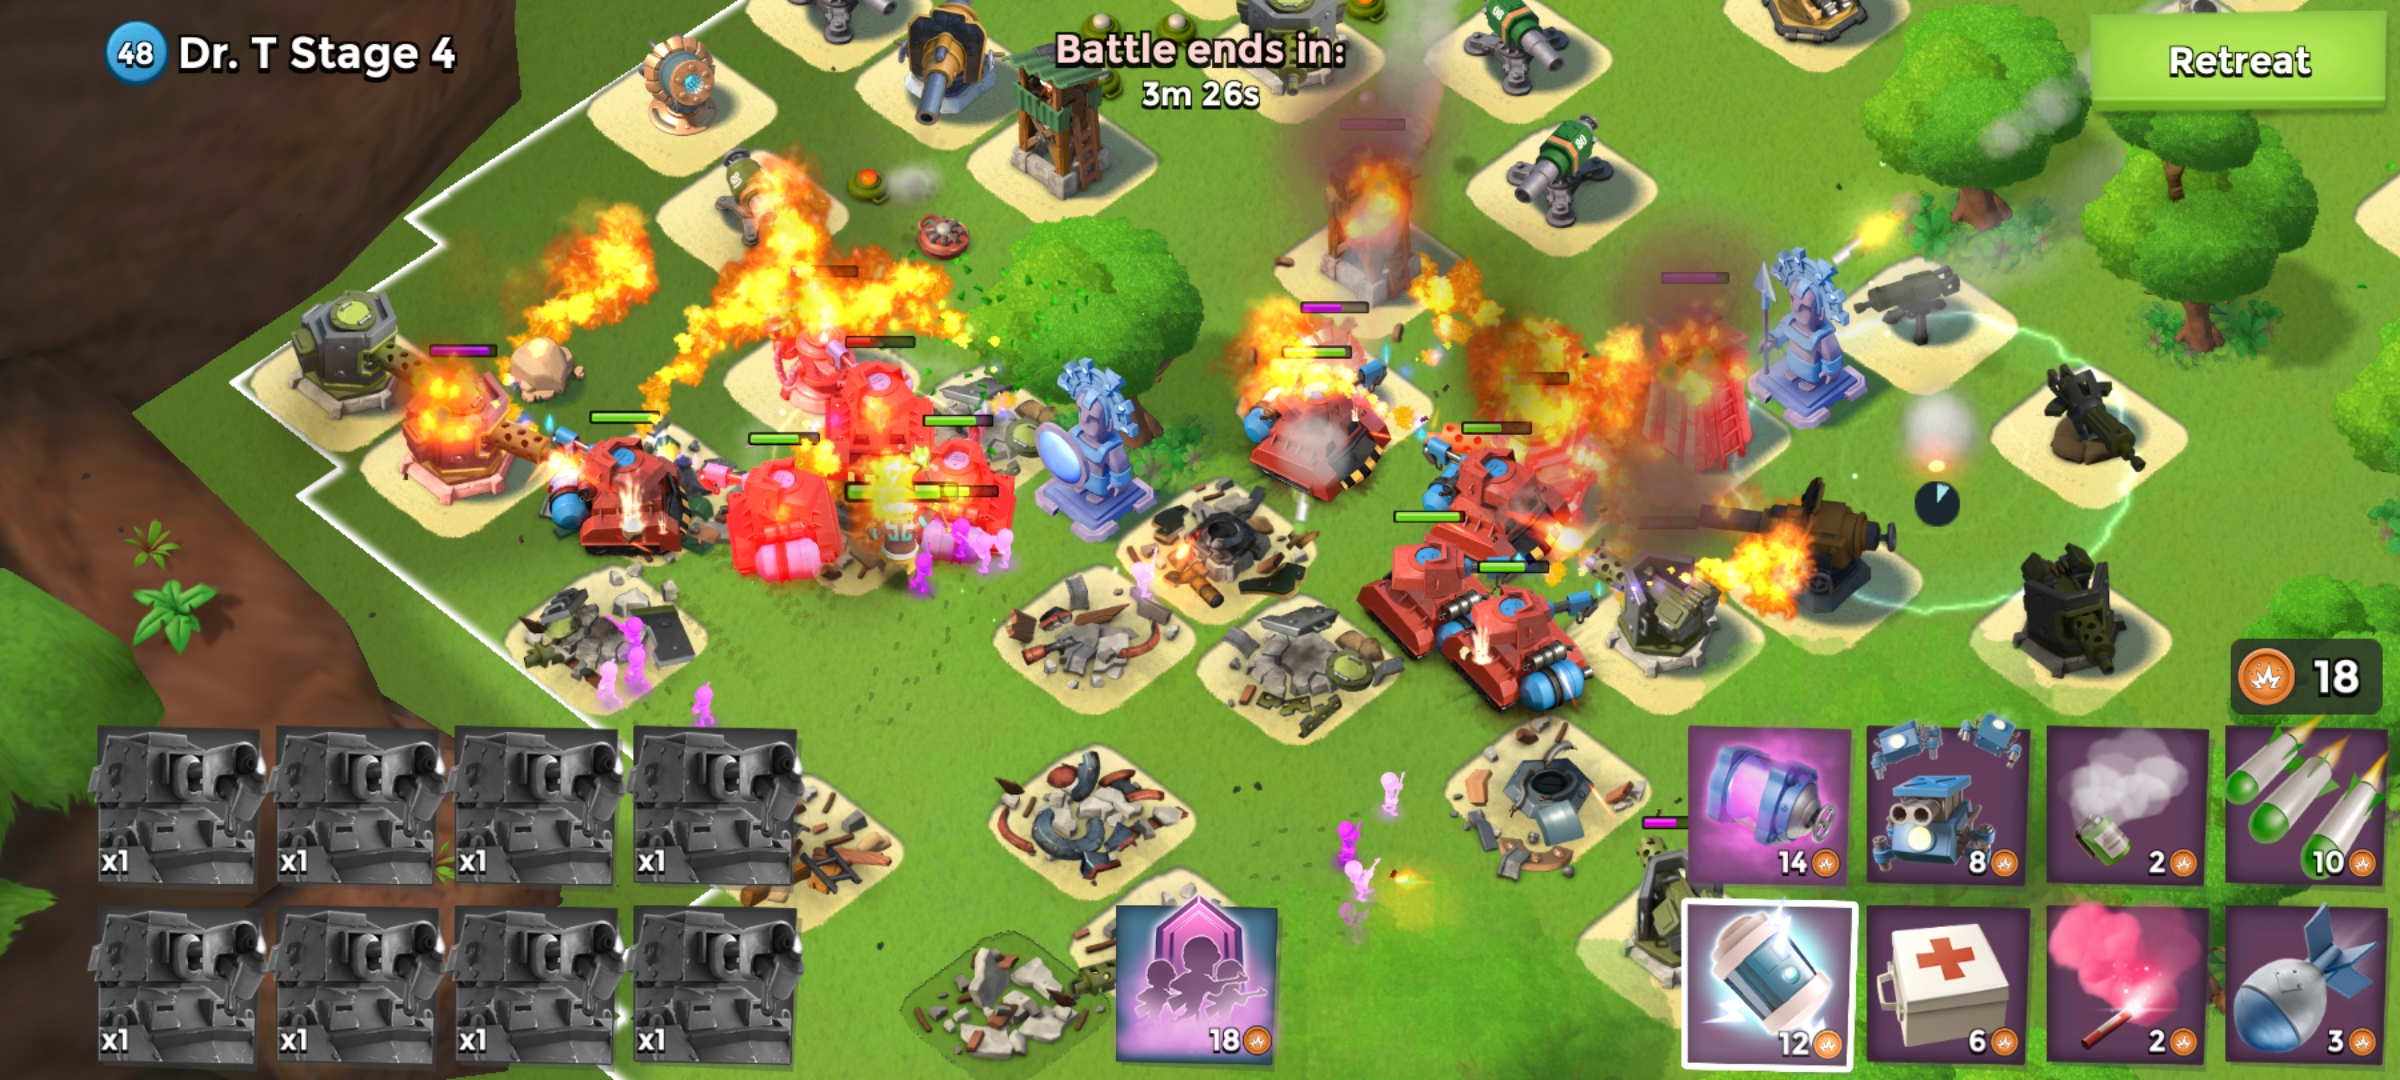 48 Dr. T Stage 4
Battle ends in:
3m 26s
Retreat
18
x1 x1 x1 x1
14 8 2 10
x1 x1 x1 x1
18
12 6 2 3